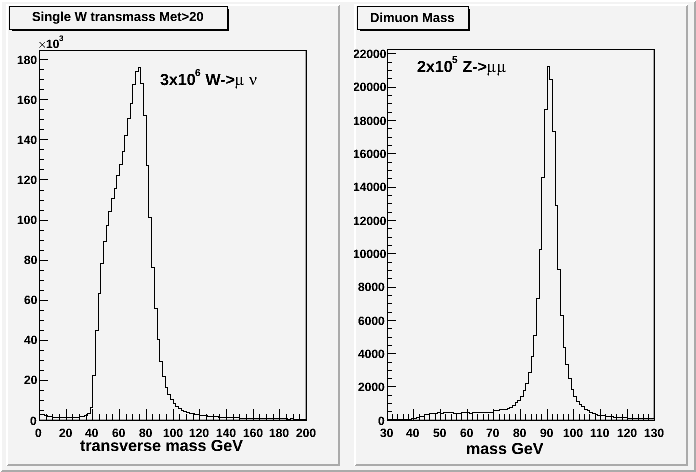 Single W transmass Met>20
×10³
3x10⁶ W->μ ν
180
160
140
120
100
80
60
40
20
0
0 20 40 60 80 100 120 140 160 180 200
transverse mass GeV
Dimuon Mass
2x10⁵ Z->μμ
22000
20000
18000
16000
14000
12000
10000
8000
6000
4000
2000
0
30 40 50 60 70 80 90 100 110 120 130
mass GeV